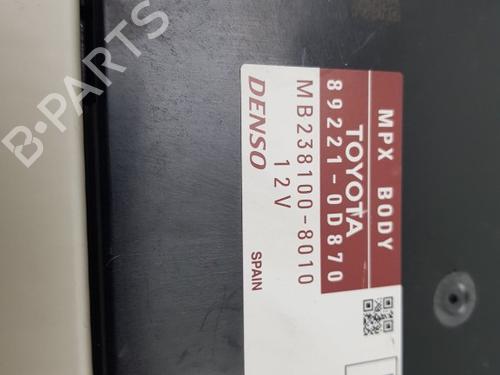 B-PARTS
MPX BODY
89221-0D870
TOYOTA
MB238100-8010
12V
DENSO
SPAIN